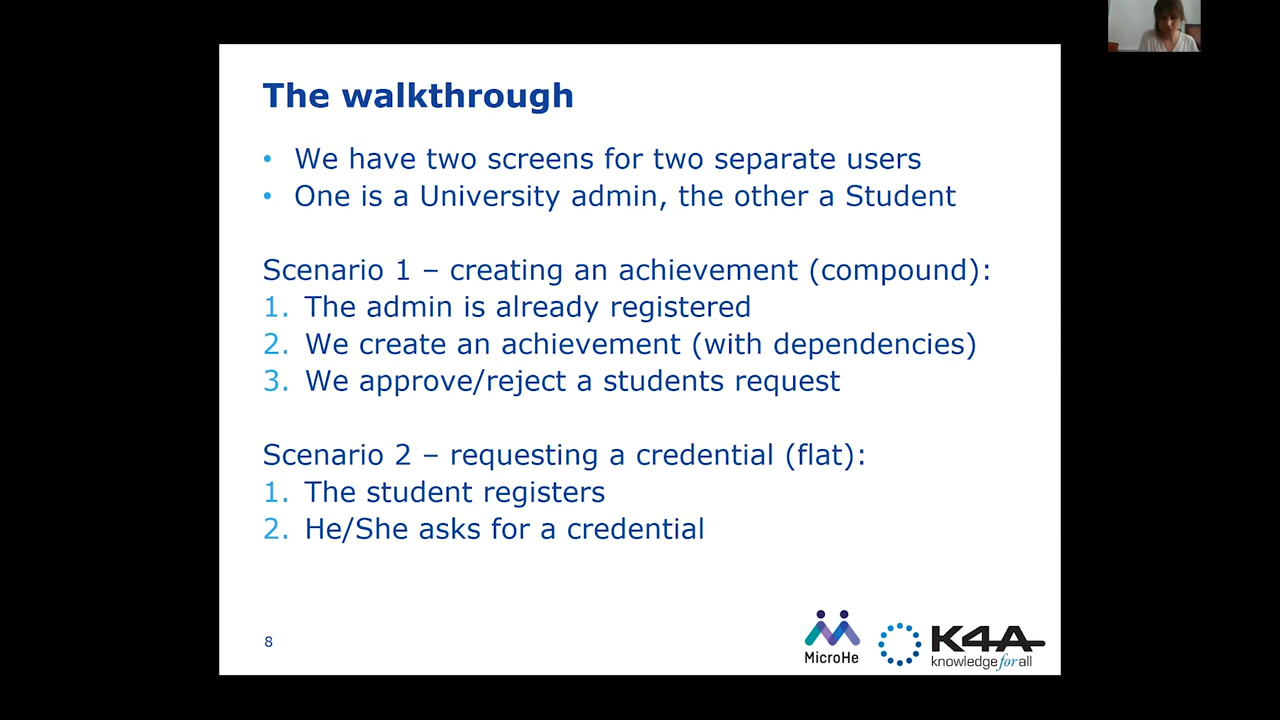 The walkthrough
• We have two screens for two separate users
• One is a University admin, the other a Student
Scenario 1 – creating an achievement (compound):
1. The admin is already registered
2. We create an achievement (with dependencies)
3. We approve/reject a students request
Scenario 2 – requesting a credential (flat):
1. The student registers
2. He/She asks for a credential
8
MicroHe
K4A
knowledge for all